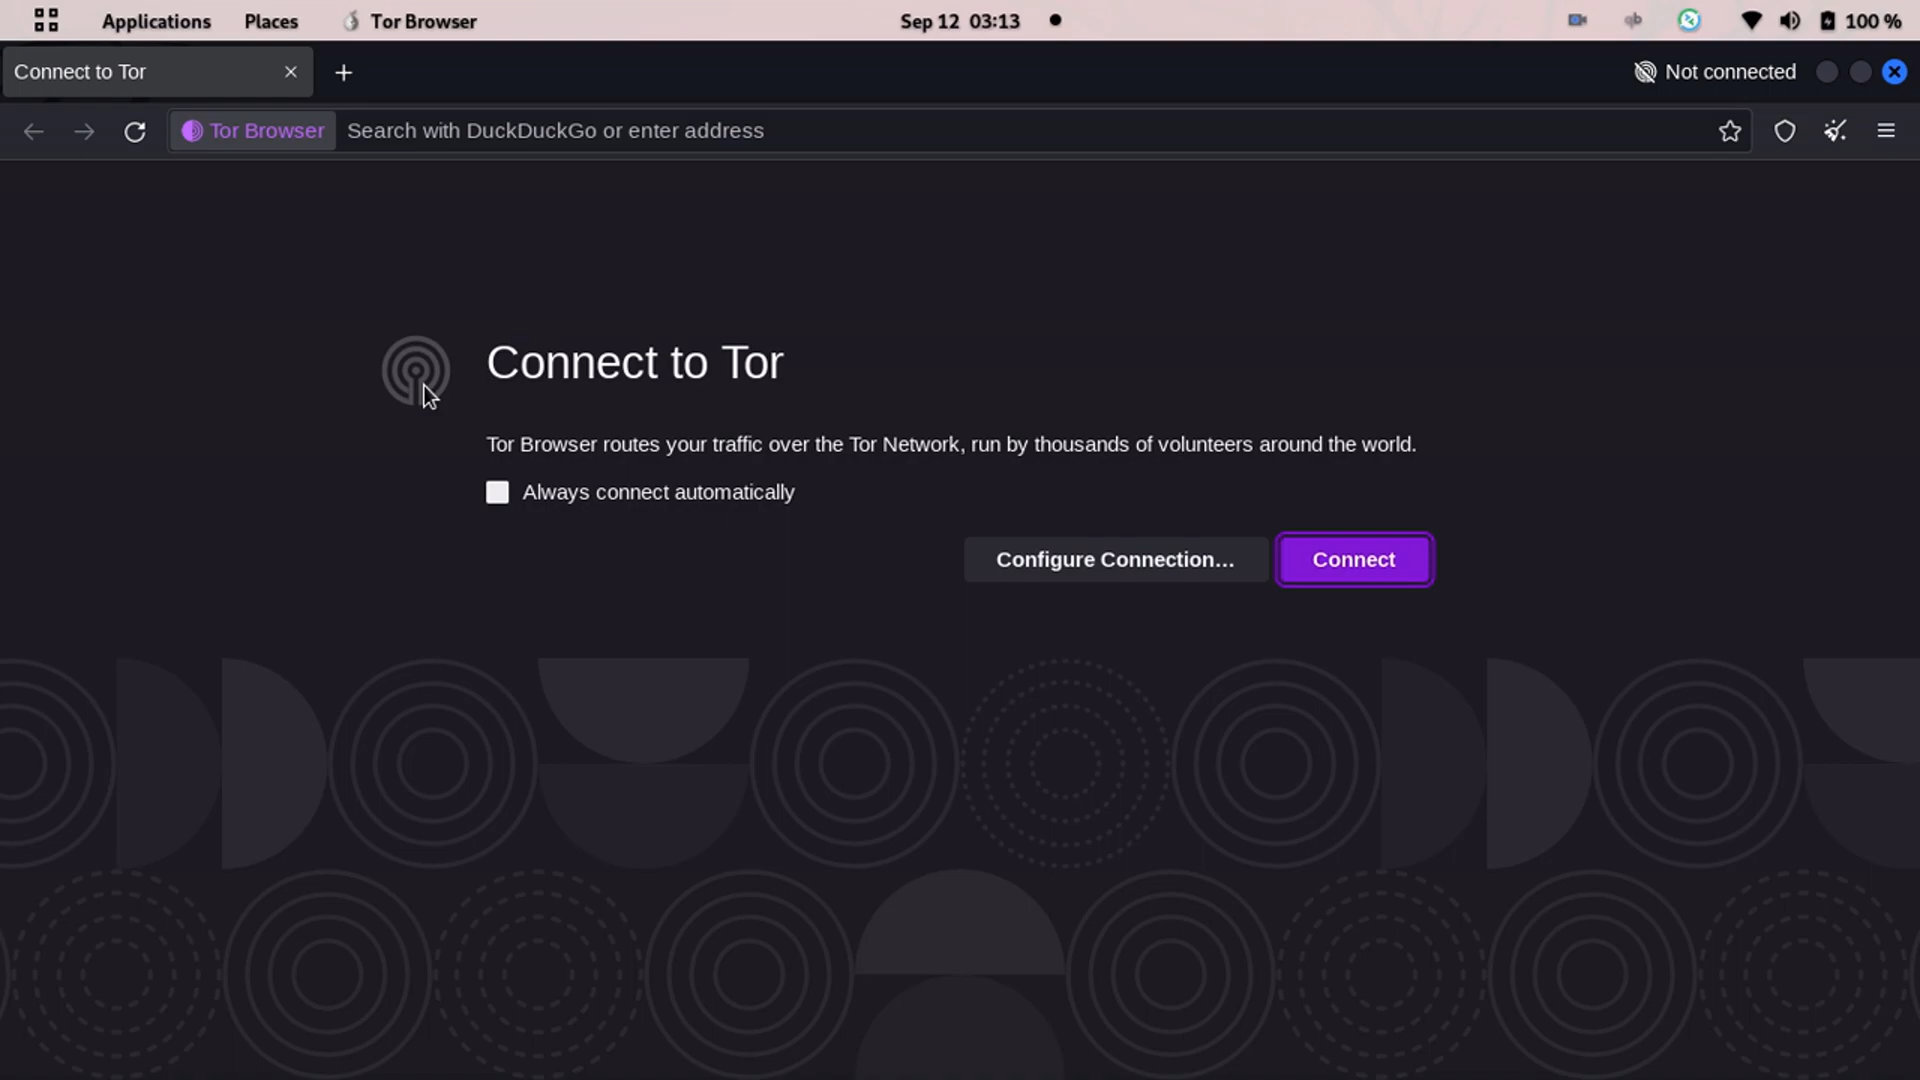 Applications Places Tor Browser Sep 12 03:13 qb 100 %
Connect to Tor Not connected
Tor Browser Search with DuckDuckGo or enter address
Connect to Tor
Tor Browser routes your traffic over the Tor Network, run by thousands of volunteers around the world.
Always connect automatically
Configure Connection… Connect